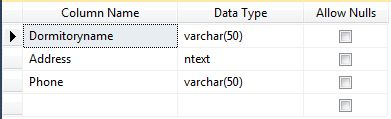 Column Name Data Type Allow Nulls
Dormitoryname varchar(50)
Address ntext
Phone varchar(50)